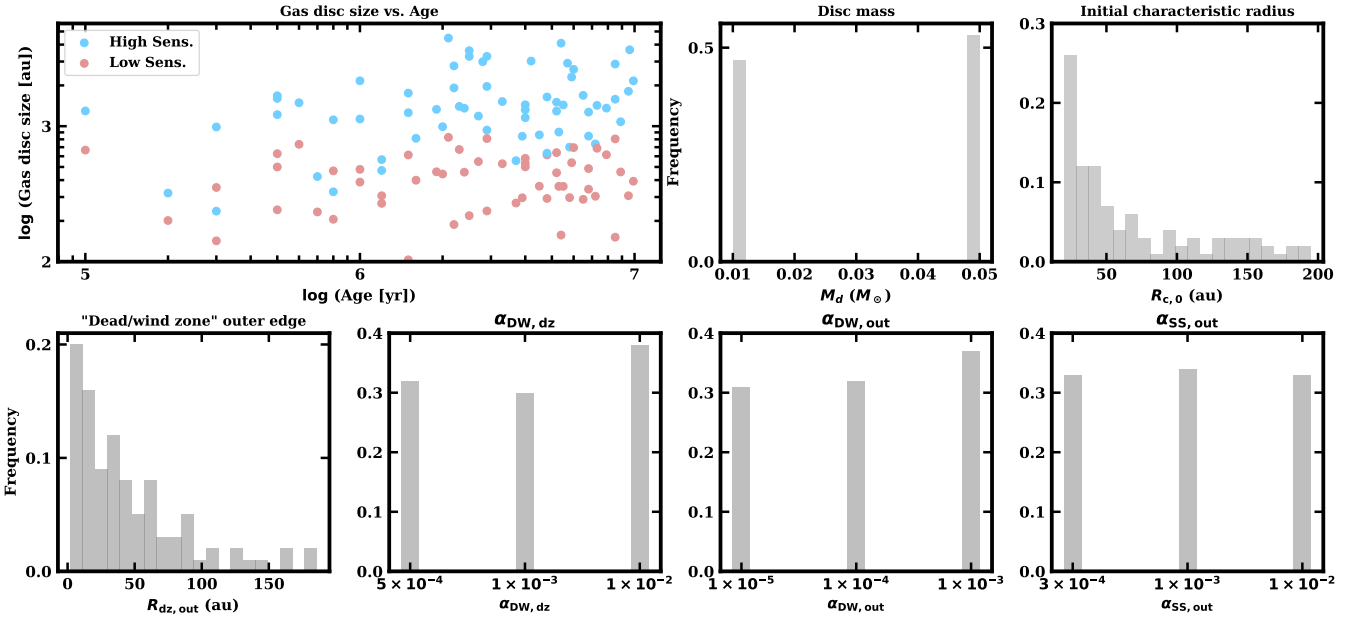 Gas disc size vs. Age
log (Gas disc size [au])
High Sens.
Low Sens.
3
2
5 6 7
log (Age [yr])
Disc mass
Frequency
0.5
0.0
0.01 0.02 0.03 0.04 0.05
M_d (M_⊙)
Initial characteristic radius
0.3
0.2
0.1
0.0
50 100 150 200
R_c,0 (au)
"Dead/wind zone" outer edge
Frequency
0.2
0.1
0.0
0 50 100 150
R_dz,out (au)
α_DW,dz
0.4
0.3
0.2
0.1
0.0
5 × 10⁻⁴ 1 × 10⁻³ 1 × 10⁻²
α_DW,dz
α_DW,out
0.4
0.3
0.2
0.1
0.0
1 × 10⁻⁵ 1 × 10⁻⁴ 1 × 10⁻³
α_DW,out
α_SS,out
0.4
0.3
0.2
0.1
0.0
3 × 10⁻⁴ 1 × 10⁻³ 1 × 10⁻²
α_SS,out